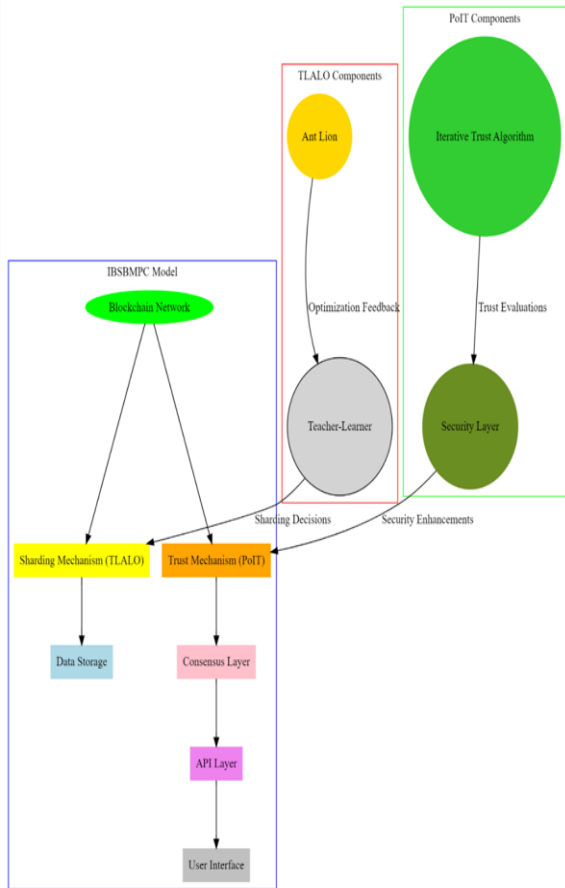 PoIT Components
TLALO Components
Ant Lion
Iterative Trust Algorithm
IBSBMPC Model
Blockchain Network
Optimization Feedback
Trust Evaluations
Teacher-Learner
Security Layer
Sharding Decisions
Security Enhancements
Sharding Mechanism (TLALO)
Trust Mechanism (PoIT)
Data Storage
Consensus Layer
API Layer
User Interface